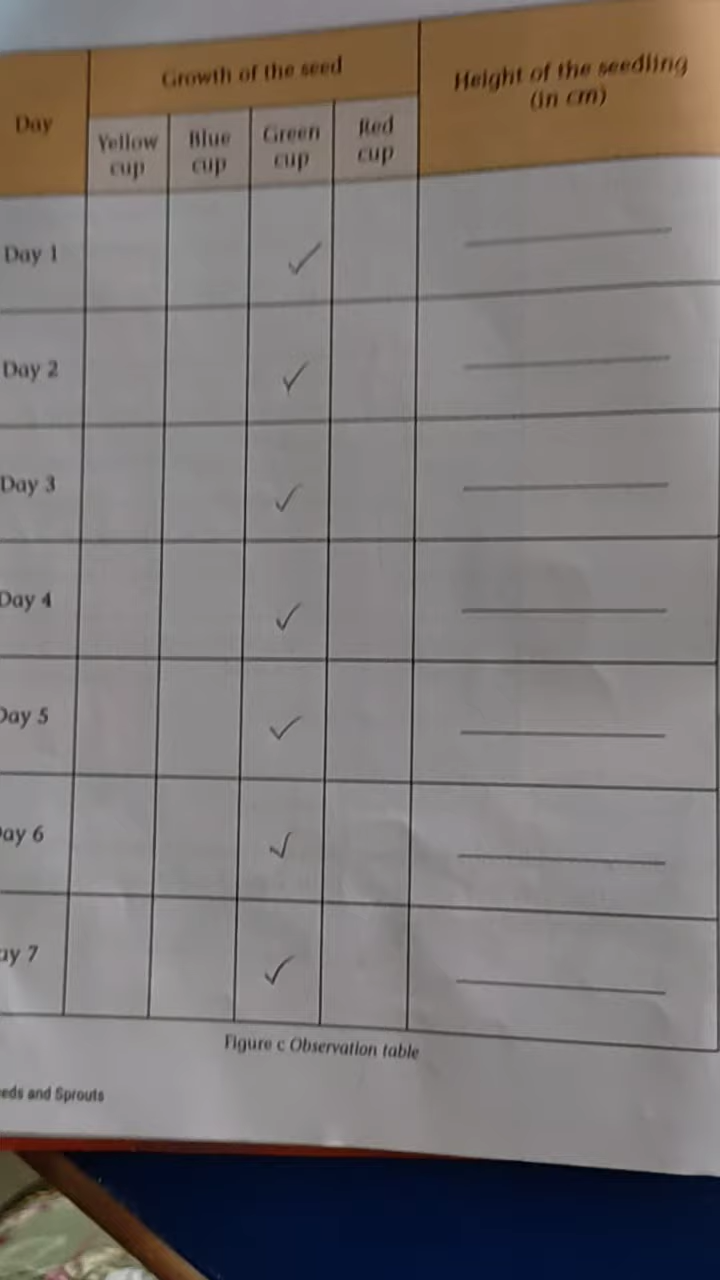 Growth of the seed
Height of the seedling
(in cm)
Day
Yellow cup
Blue cup
Green cup
Red cup
Day 1 ✓
Day 2 ✓
Day 3 ✓
Day 4 ✓
Day 5 ✓
ay 6 ✓
ay 7 ✓
Figure c Observation table
eds and Sprouts